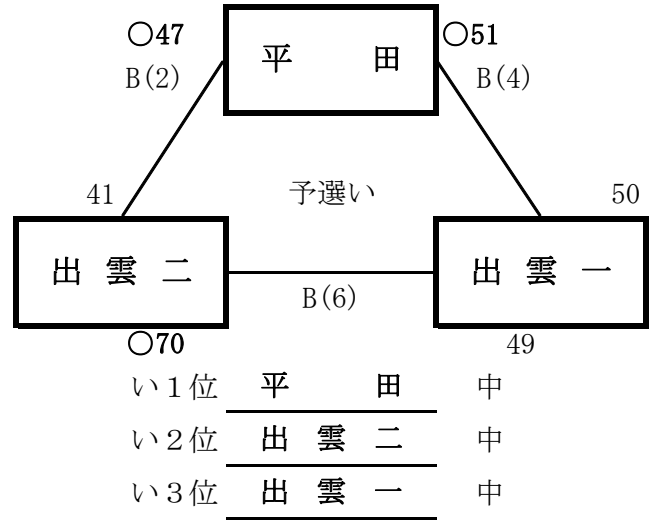 ○47 平　田 ○51
B(2) B(4)
41 予選い 50
出雲二 出雲一
B(6)
○70 49
い１位 平　田 中
い２位 出雲二 中
い３位 出雲一 中